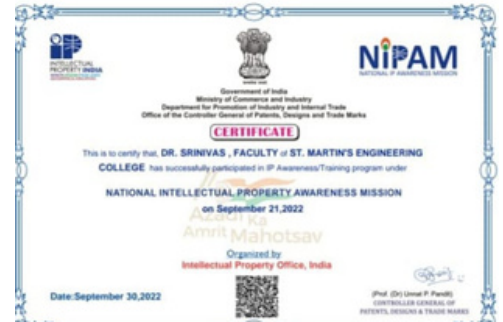 INTELLECTUAL
PROPERTY INDIA
NiPAM
NATIONAL IP AWARENESS MISSION
Government of India
Ministry of Commerce and Industry
Department for Promotion of Industry and Internal Trade
Office of the Controller General of Patents, Designs and Trade Marks
CERTIFICATE
This is to certify that, DR. SRINIVAS , FACULTY of ST. MARTIN'S ENGINEERING
COLLEGE has successfully participated in IP Awareness/Training program under
NATIONAL INTELLECTUAL PROPERTY AWARENESS MISSION
on September 21,2022
Azadi Ka
Amrit Mahotsav
Organized by
Intellectual Property Office, India
Date:September 30,2022
(Prof. (Dr) Unnat P. Pandit)
CONTROLLER GENERAL OF
PATENTS, DESIGNS & TRADE MARKS